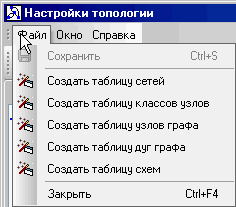 Настройки топологии
Файл Окно Справка
Сохранить Ctrl+S
Создать таблицу сетей
Создать таблицу классов узлов
Создать таблицу узлов графа
Создать таблицу дуг графа
Создать таблицу схем
Закрыть Ctrl+F4